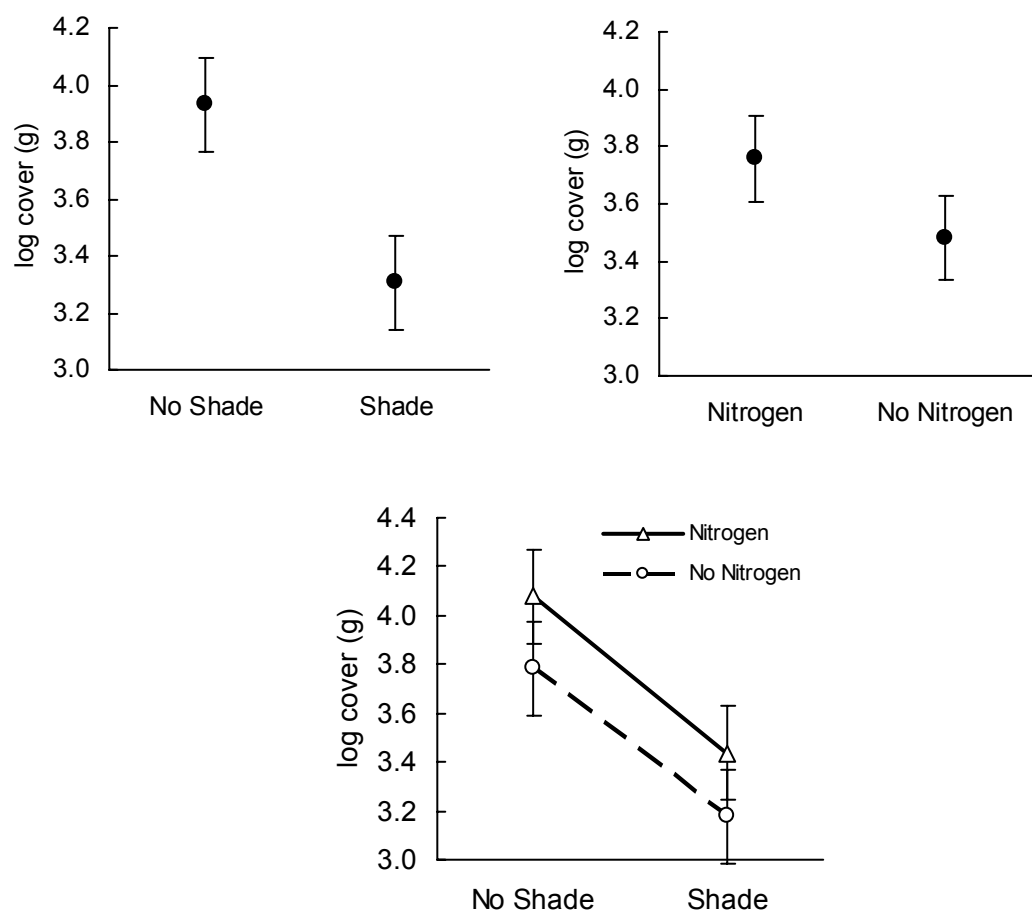 4.2
4.0
3.8
3.6
3.4
3.2
3.0
log cover (g)
No Shade Shade
4.2
4.0
3.8
3.6
3.4
3.2
3.0
log cover (g)
Nitrogen No Nitrogen
4.4
4.2
4.0
3.8
3.6
3.4
3.2
3.0
log cover (g)
Nitrogen
No Nitrogen
No Shade Shade